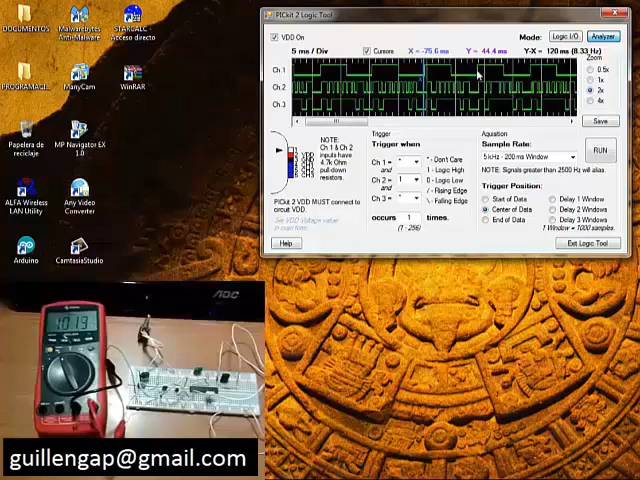 DOCUMENTOS
Malwarebytes
Anti-Malware
STARCALC -
Acceso directo
PROGRAMACI...
ManyCam
WinRAR
Papelera de
reciclaje
MP Navigator EX
1.0
ALFA Wireless
LAN Utility
Any Video
Converter
Arduino
CamtasiaStudio
PICkit 2 Logic Tool
VDD On
Mode:
Logic I/O
Analyzer
5 ms / Div
Cursors
X = -75.6 ms
Y = 44.4 ms
Y-X = 120 ms (8.33 Hz)
Zoom
0.5x
1x
2x
4x
Ch. 1
Ch. 2
Ch. 3
Save
NOTE:
Ch 1 & Ch 2
inputs have
4.7k Ohm
pull-down
resistors.
PICkit 2 VDD MUST connect to
circuit VDD.
Set VDD Voltage value
in main form.
Help
Trigger
Trigger when
Ch 1 = *
and
Ch 2 = 1
and
Ch 3 = *
* - Don't Care
1 - Logic High
0 - Logic Low
/ - Rising Edge
\ - Falling Edge
occurs 1 times.
(1 - 256)
Aquisition
Sample Rate:
5 kHz - 200 ms Window
NOTE: Signals greater than 2500 Hz will alias.
RUN
Trigger Position:
Start of Data
Center of Data
End of Data
Delay 1 Window
Delay 2 Windows
Delay 3 Windows
1 Window = 1000 samples.
Exit Logic Tool
AOC
guillengap@gmail.com